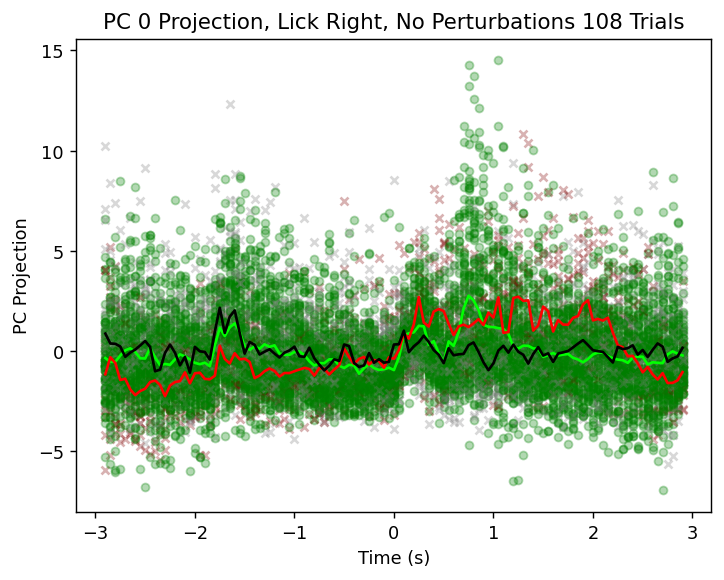 PC 0 Projection, Lick Right, No Perturbations 108 Trials
15
10
5
0
−5
PC Projection
−3 −2 −1 0 1 2 3
Time (s)